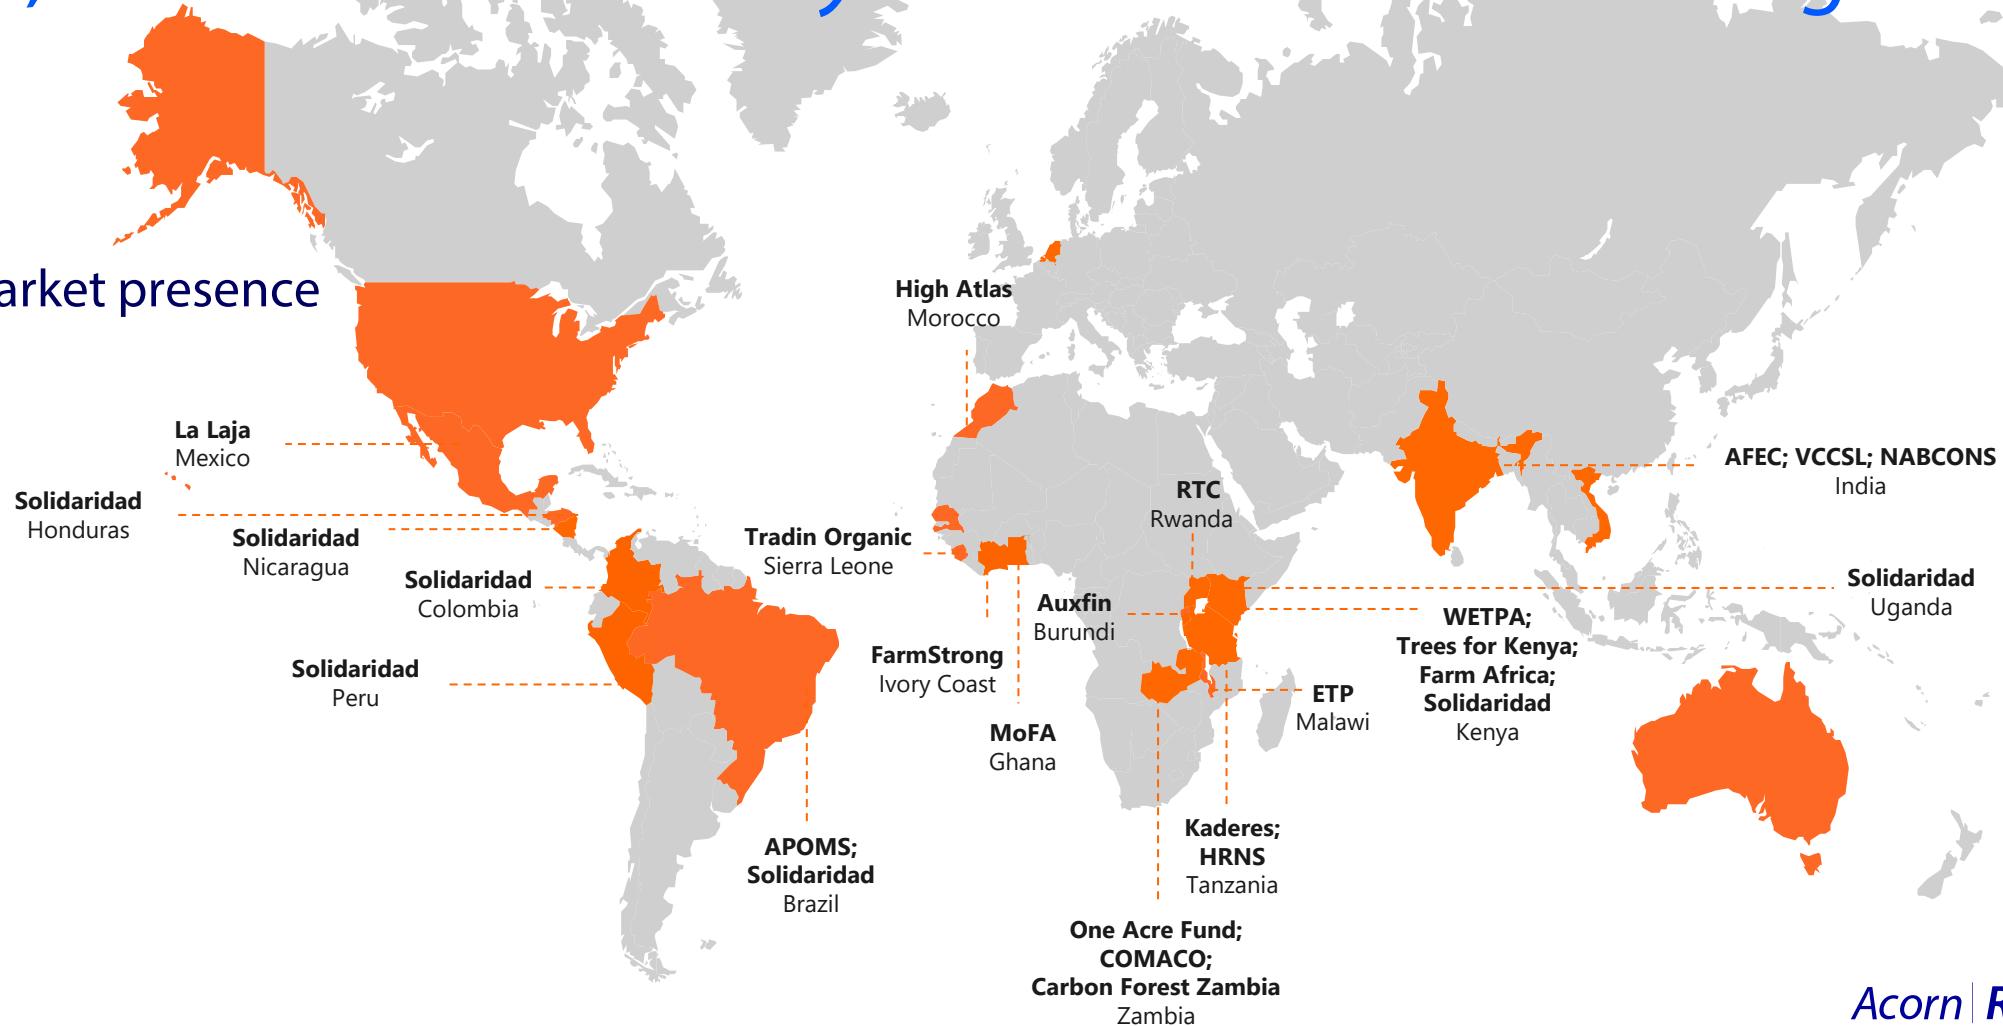 arket presence
High Atlas
Morocco
La Laja
Mexico
AFEC; VCCSL; NABCONS
India
Solidaridad
Honduras
RTC
Rwanda
Solidaridad
Nicaragua
Tradin Organic
Sierra Leone
Solidaridad
Colombia
Solidaridad
Uganda
Auxfin
Burundi
WETPA;
Trees for Kenya;
Farm Africa;
Solidaridad
Kenya
FarmStrong
Ivory Coast
Solidaridad
Peru
ETP
Malawi
MoFA
Ghana
Kaderes;
HRNS
Tanzania
APOMS;
Solidaridad
Brazil
One Acre Fund;
COMACO;
Carbon Forest Zambia
Zambia
Acorn | R